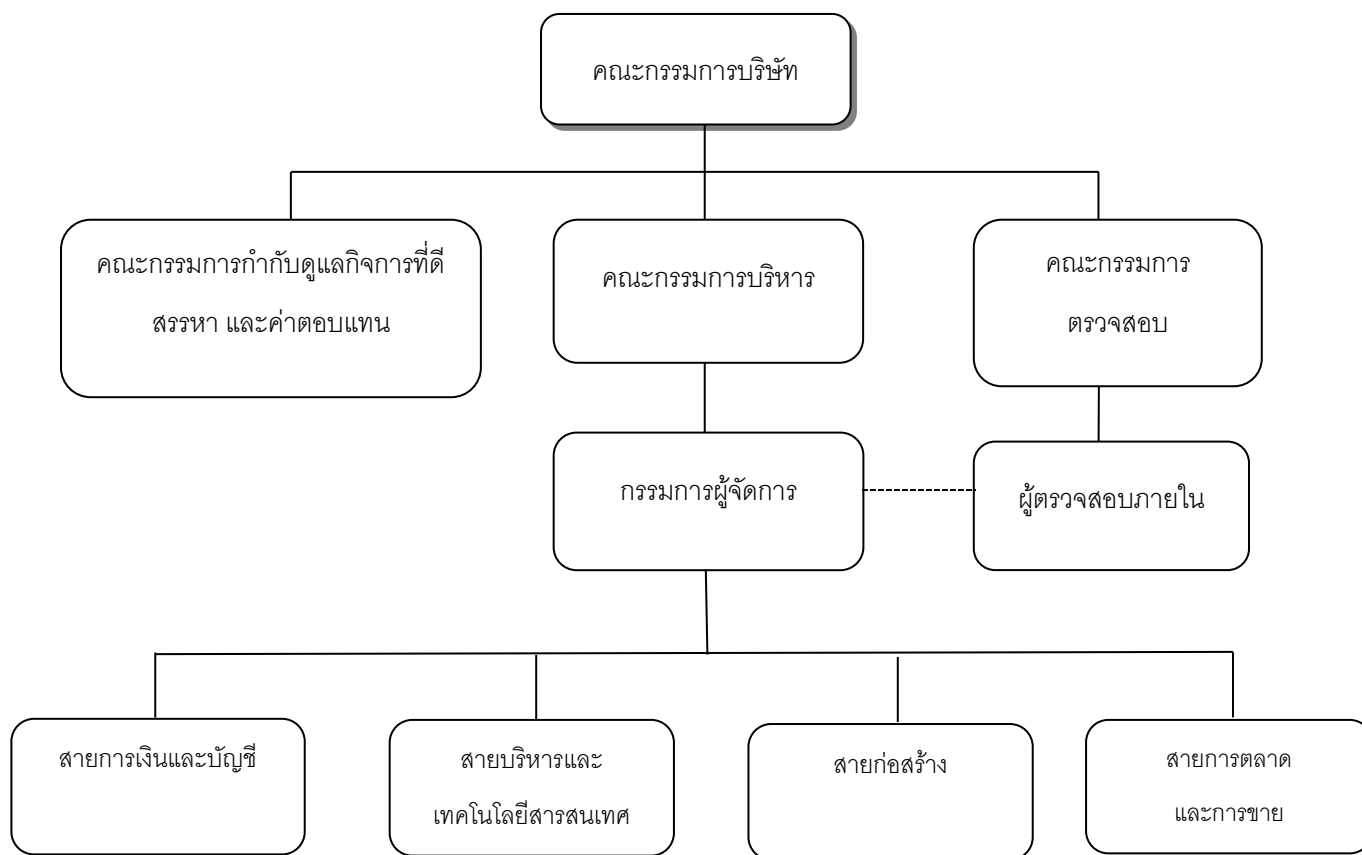 คณะกรรมการบริษัท
คณะกรรมการกำกับดูแลกิจการที่ดี
สรรหา และค่าตอบแทน
คณะกรรมการบริหาร
คณะกรรมการ
ตรวจสอบ
กรรมการผู้จัดการ
ผู้ตรวจสอบภายใน
สายการเงินและบัญชี
สายบริหารและ
เทคโนโลยีสารสนเทศ
สายก่อสร้าง
สายการตลาด
และการขาย